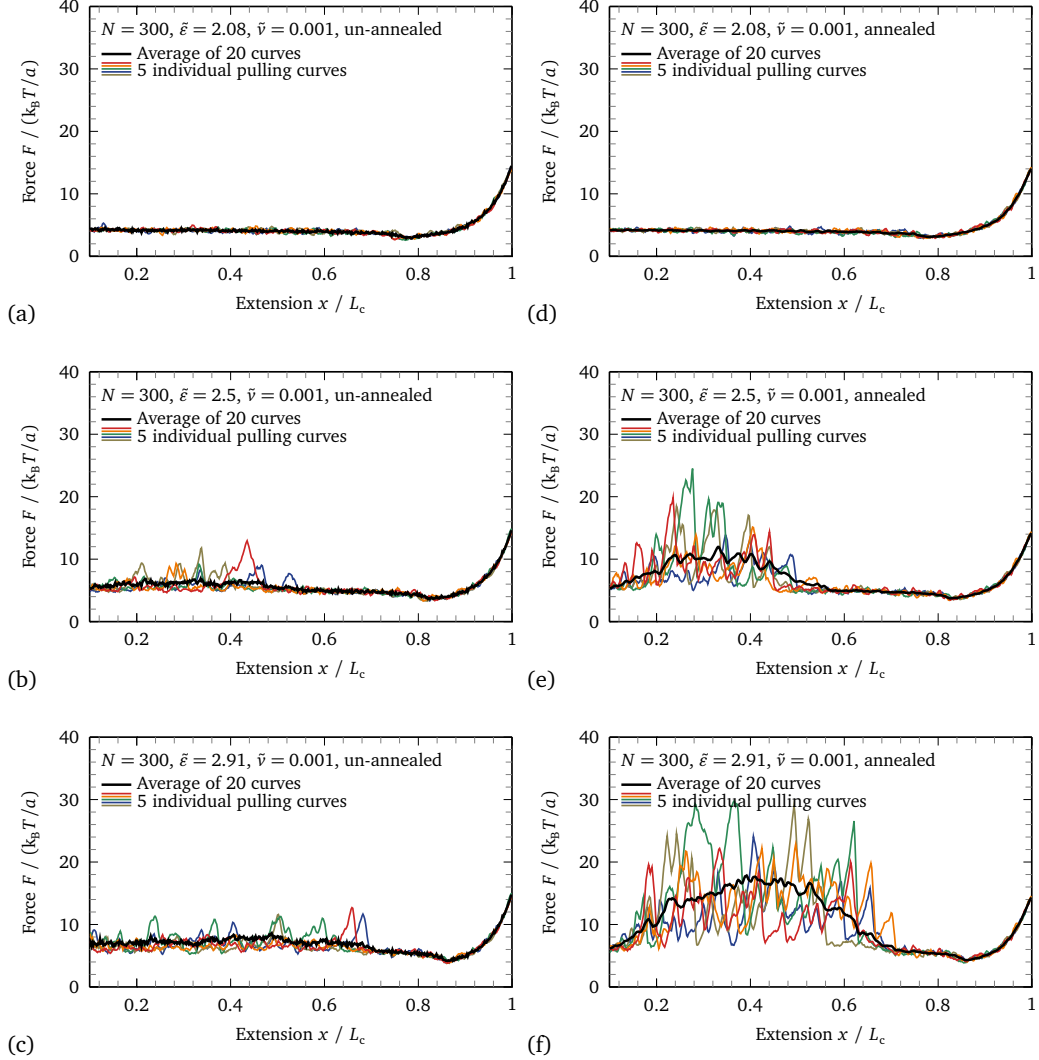 N = 300, ε̃ = 2.08, ṽ = 0.001, un-annealed
Average of 20 curves
5 individual pulling curves
Force F / (k_B T/a)
40
30
20
10
0
0.2 0.4 0.6 0.8 1
Extension x / L_c
(a)
N = 300, ε̃ = 2.08, ṽ = 0.001, annealed
Average of 20 curves
5 individual pulling curves
Force F / (k_B T/a)
40
30
20
10
0
0.2 0.4 0.6 0.8 1
Extension x / L_c
(d)
N = 300, ε̃ = 2.5, ṽ = 0.001, un-annealed
Average of 20 curves
5 individual pulling curves
Force F / (k_B T/a)
40
30
20
10
0
0.2 0.4 0.6 0.8 1
Extension x / L_c
(b)
N = 300, ε̃ = 2.5, ṽ = 0.001, annealed
Average of 20 curves
5 individual pulling curves
Force F / (k_B T/a)
40
30
20
10
0
0.2 0.4 0.6 0.8 1
Extension x / L_c
(e)
N = 300, ε̃ = 2.91, ṽ = 0.001, un-annealed
Average of 20 curves
5 individual pulling curves
Force F / (k_B T/a)
40
30
20
10
0
0.2 0.4 0.6 0.8 1
Extension x / L_c
(c)
N = 300, ε̃ = 2.91, ṽ = 0.001, annealed
Average of 20 curves
5 individual pulling curves
Force F / (k_B T/a)
40
30
20
10
0
0.2 0.4 0.6 0.8 1
Extension x / L_c
(f)